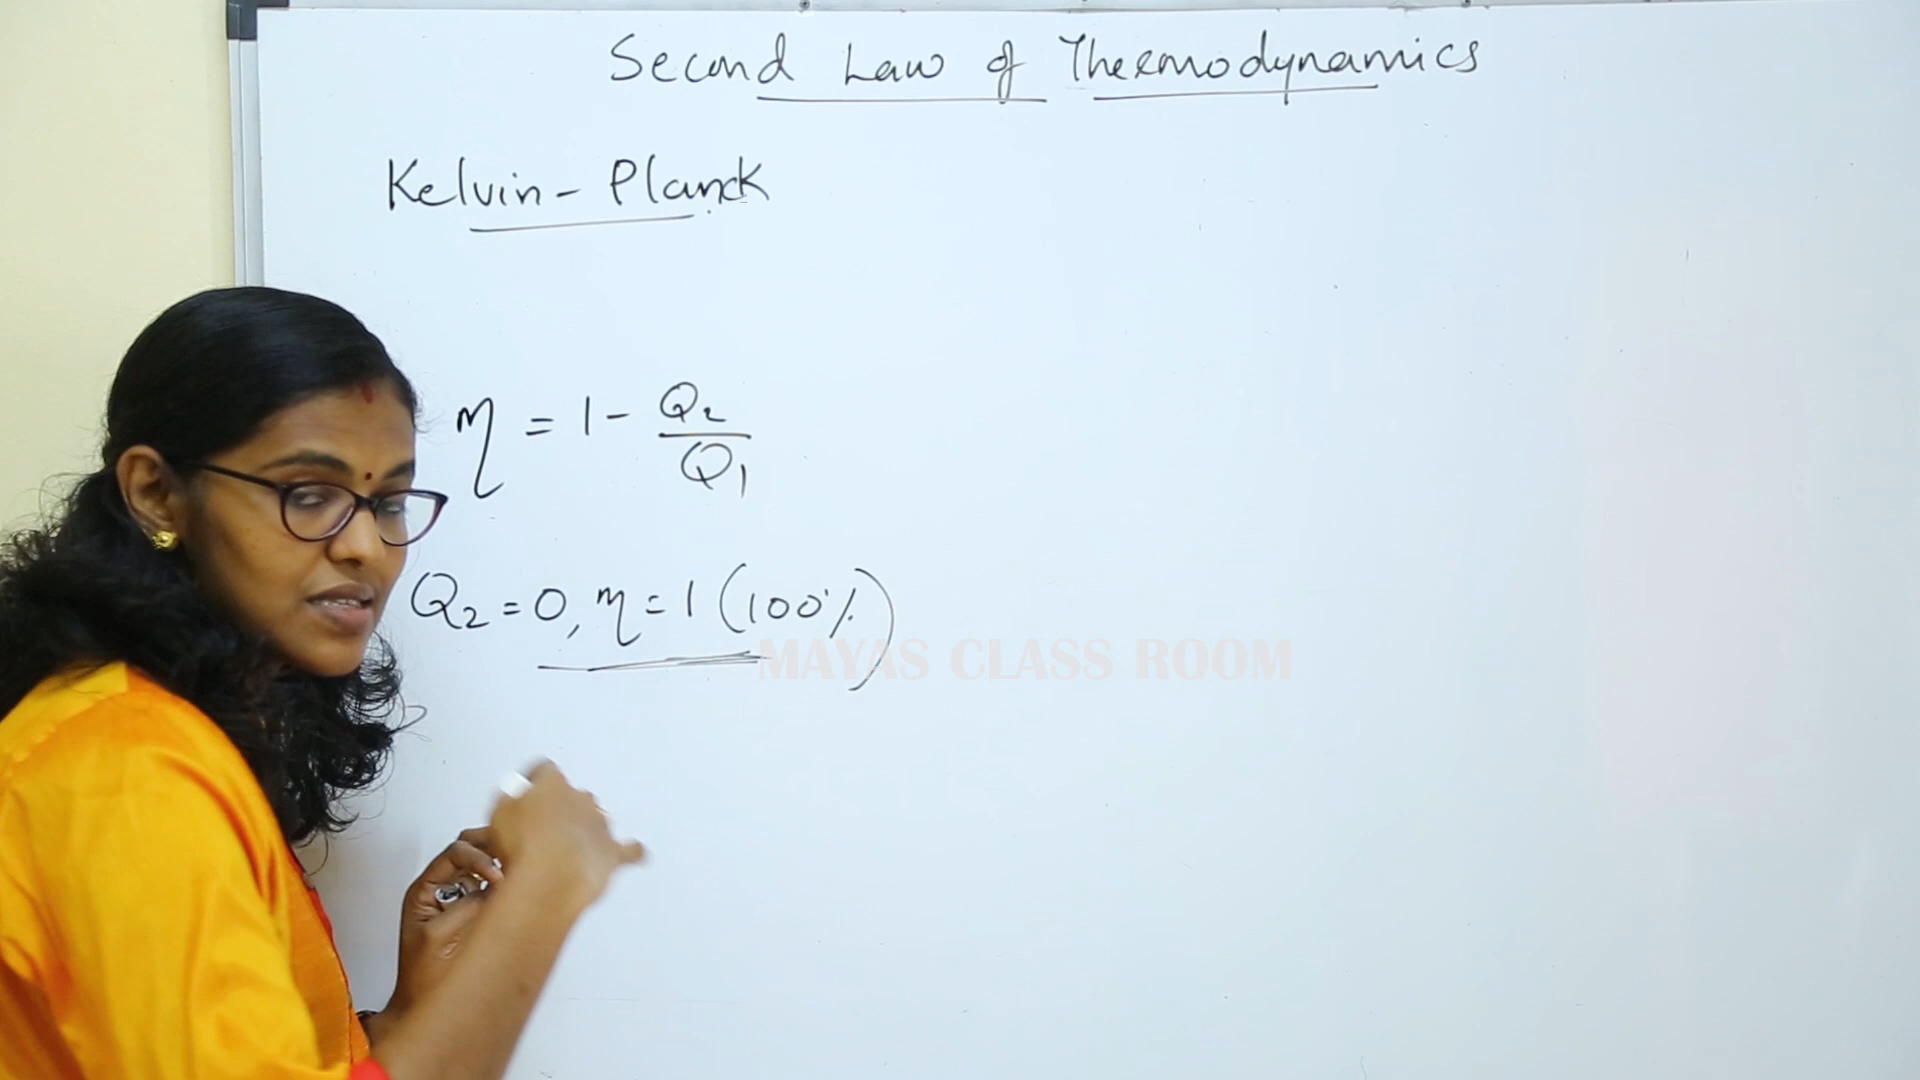 Second Law of Thermodynamics
Kelvin - Planck
η = 1 - Q₂/Q₁
Q₂ = 0, η = 1 (100%)
MAYAS CLASS ROOM